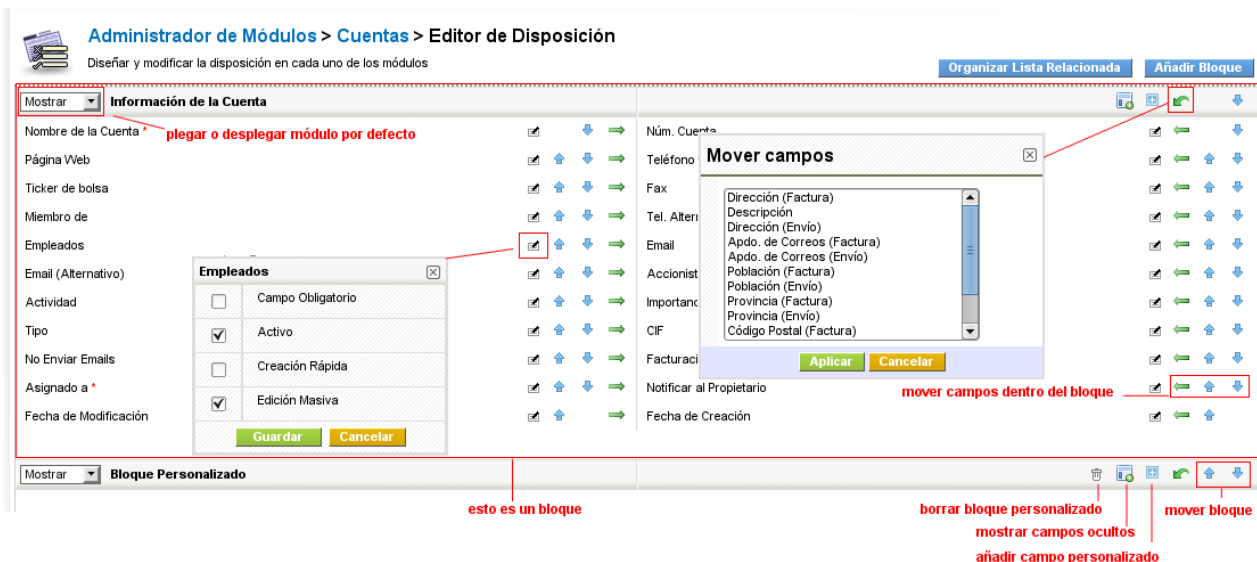 Administrador de Módulos > Cuentas > Editor de Disposición
Diseñar y modificar la disposición en cada uno de los módulos
Organizar Lista Relacionada
Añadir Bloque
Mostrar
Información de la Cuenta
plegar o desplegar módulo por defecto
Nombre de la Cuenta *
Núm. Cuenta
Página Web
Teléfono
Ticker de bolsa
Fax
Miembro de
Tel. Altern
Empleados
Email
Email (Alternativo)
Accionist
Actividad
Importanc
Tipo
CIF
No Enviar Emails
Facturaci
Asignado a *
Notificar al Propietario
Fecha de Modificación
Fecha de Creación
Empleados
Campo Obligatorio
Activo
Creación Rápida
Edición Masiva
Guardar
Cancelar
Mover campos
Dirección (Factura)
Descripción
Dirección (Envío)
Apdo. de Correos (Factura)
Apdo. de Correos (Envío)
Población (Factura)
Población (Envío)
Provincia (Factura)
Provincia (Envío)
Código Postal (Factura)
Aplicar
Cancelar
mover campos dentro del bloque
Mostrar
Bloque Personalizado
esto es un bloque
borrar bloque personalizado
mover bloque
mostrar campos ocultos
añadir campo personalizado